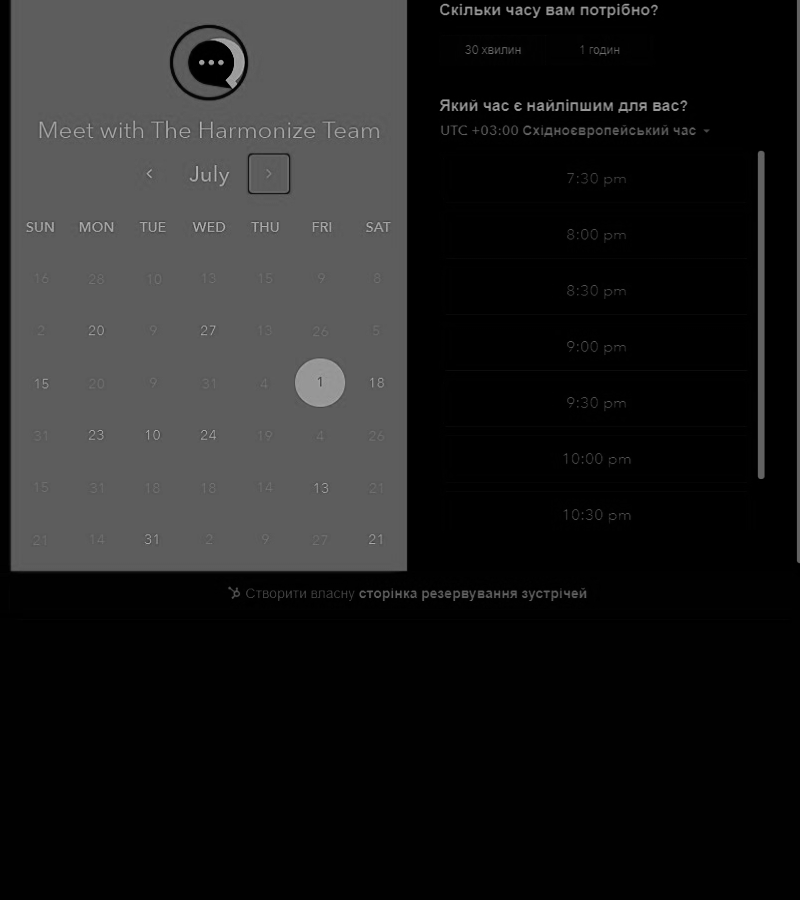 Meet with The Harmonize Team
July
SUN MON TUE WED THU FRI SAT
16 28 10 13 15 9 8
2 20 9 27 13 26 5
15 20 9 31 4 1 18
31 23 10 24 19 4 26
15 31 18 18 14 13 21
21 14 31 2 9 27 21
Скільки часу вам потрібно?
30 хвилин 1 годин
Який час є найліпшим для вас?
UTC +03:00 Східноєвропейський час
7:30 pm
8:00 pm
8:30 pm
9:00 pm
9:30 pm
10:00 pm
10:30 pm
Створити власну сторінка резервування зустрічей